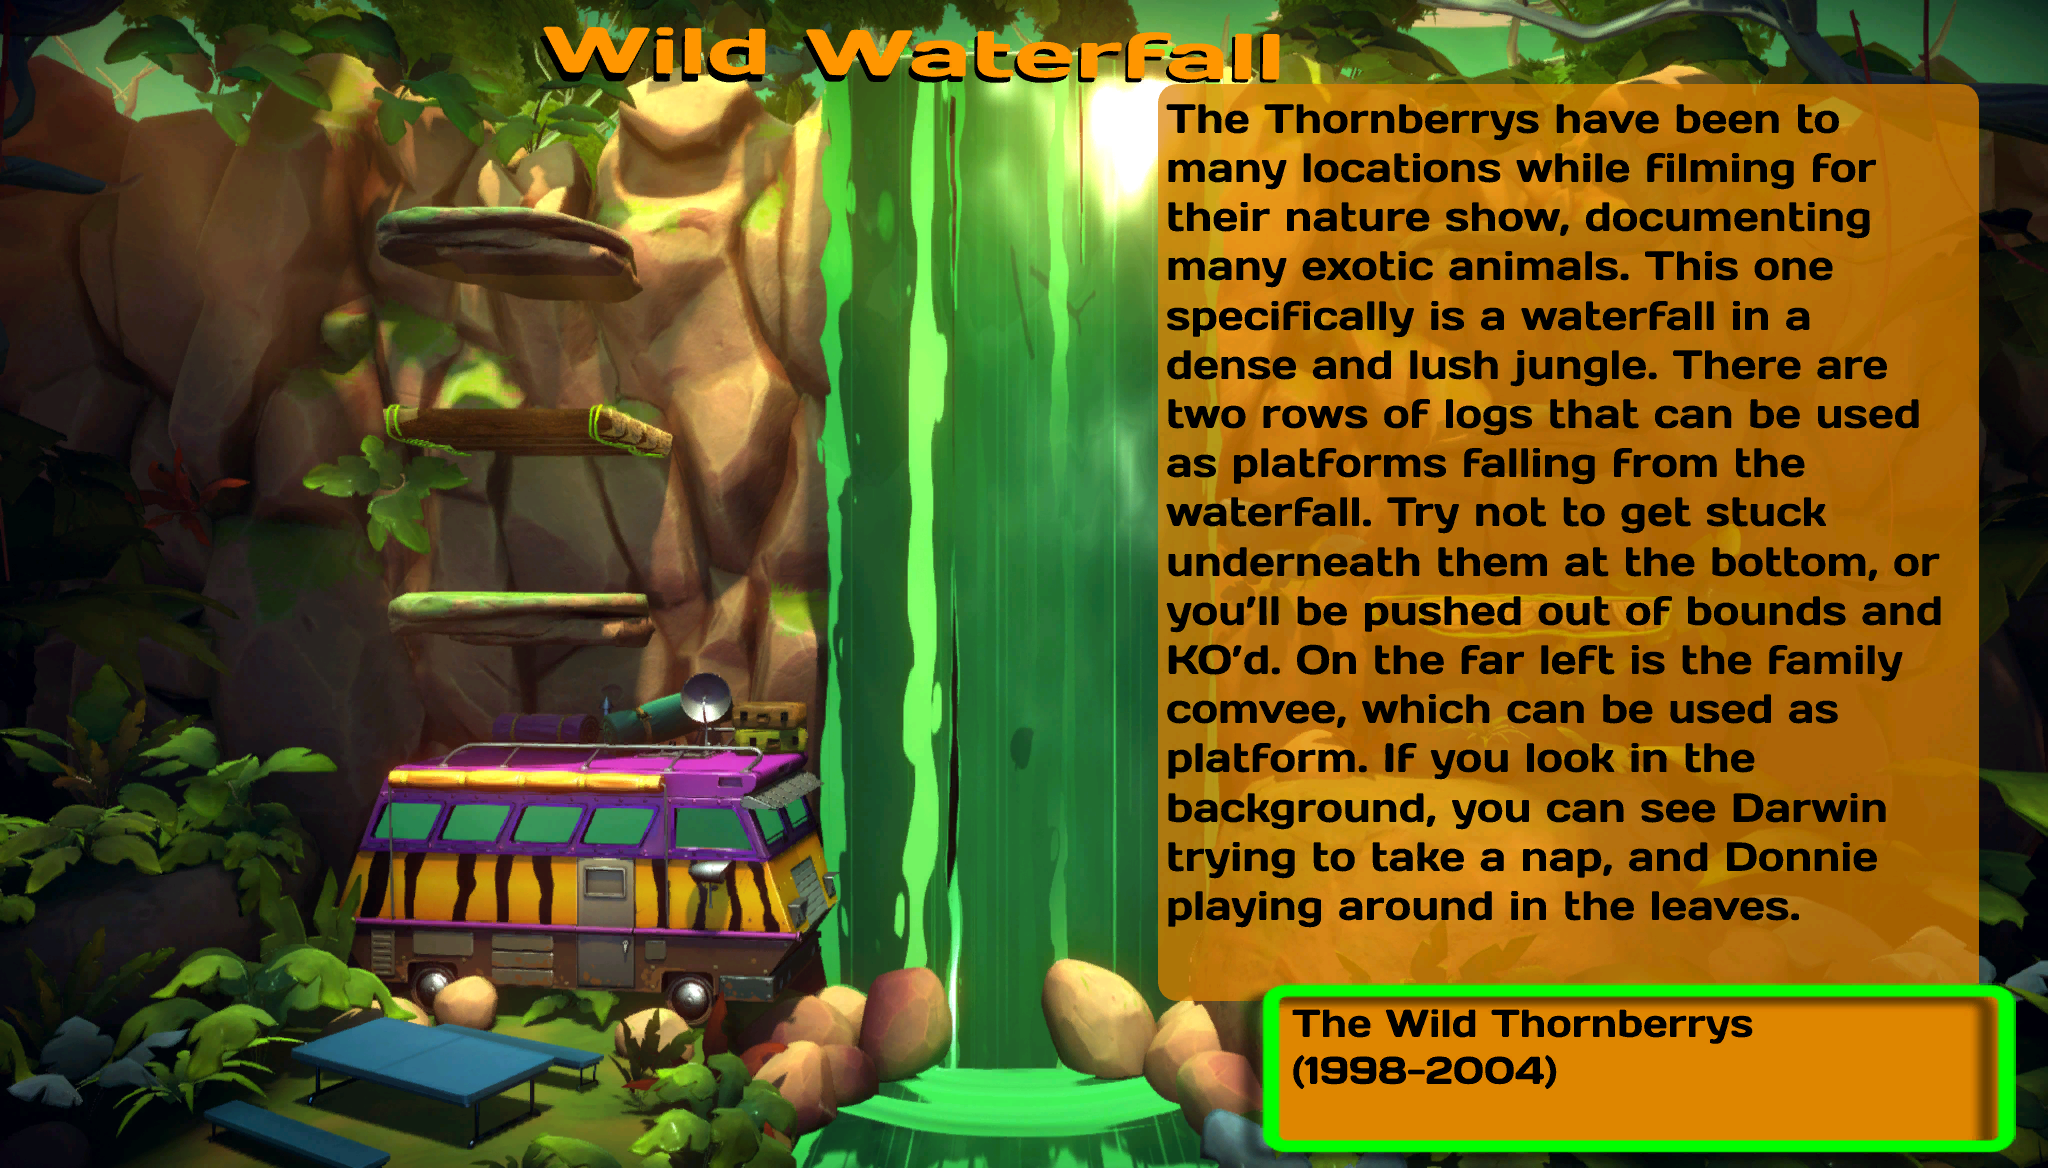 Wild Waterfall
The Thornberrys have been to
many locations while filming for
their nature show, documenting
many exotic animals. This one
specifically is a waterfall in a
dense and lush jungle. There are
two rows of logs that can be used
as platforms falling from the
waterfall. Try not to get stuck
underneath them at the bottom, or
you'll be pushed out of bounds and
KO'd. On the far left is the family
comvee, which can be used as
platform. If you look in the
background, you can see Darwin
trying to take a nap, and Donnie
playing around in the leaves.
The Wild Thornberrys
(1998-2004)